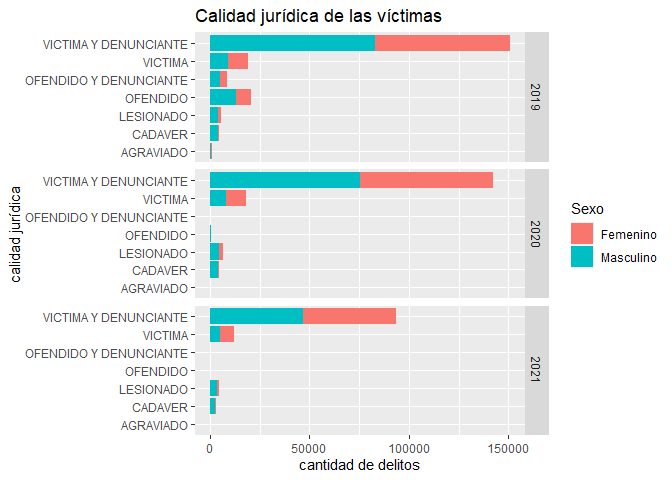 Calidad jurídica de las víctimas
calidad jurídica
VICTIMA Y DENUNCIANTE
VICTIMA
OFENDIDO Y DENUNCIANTE
OFENDIDO
LESIONADO
CADAVER
AGRAVIADO
2019
VICTIMA Y DENUNCIANTE
VICTIMA
OFENDIDO Y DENUNCIANTE
OFENDIDO
LESIONADO
CADAVER
AGRAVIADO
2020
VICTIMA Y DENUNCIANTE
VICTIMA
OFENDIDO Y DENUNCIANTE
OFENDIDO
LESIONADO
CADAVER
AGRAVIADO
2021
0 50000 100000 150000
cantidad de delitos
Sexo
Femenino
Masculino